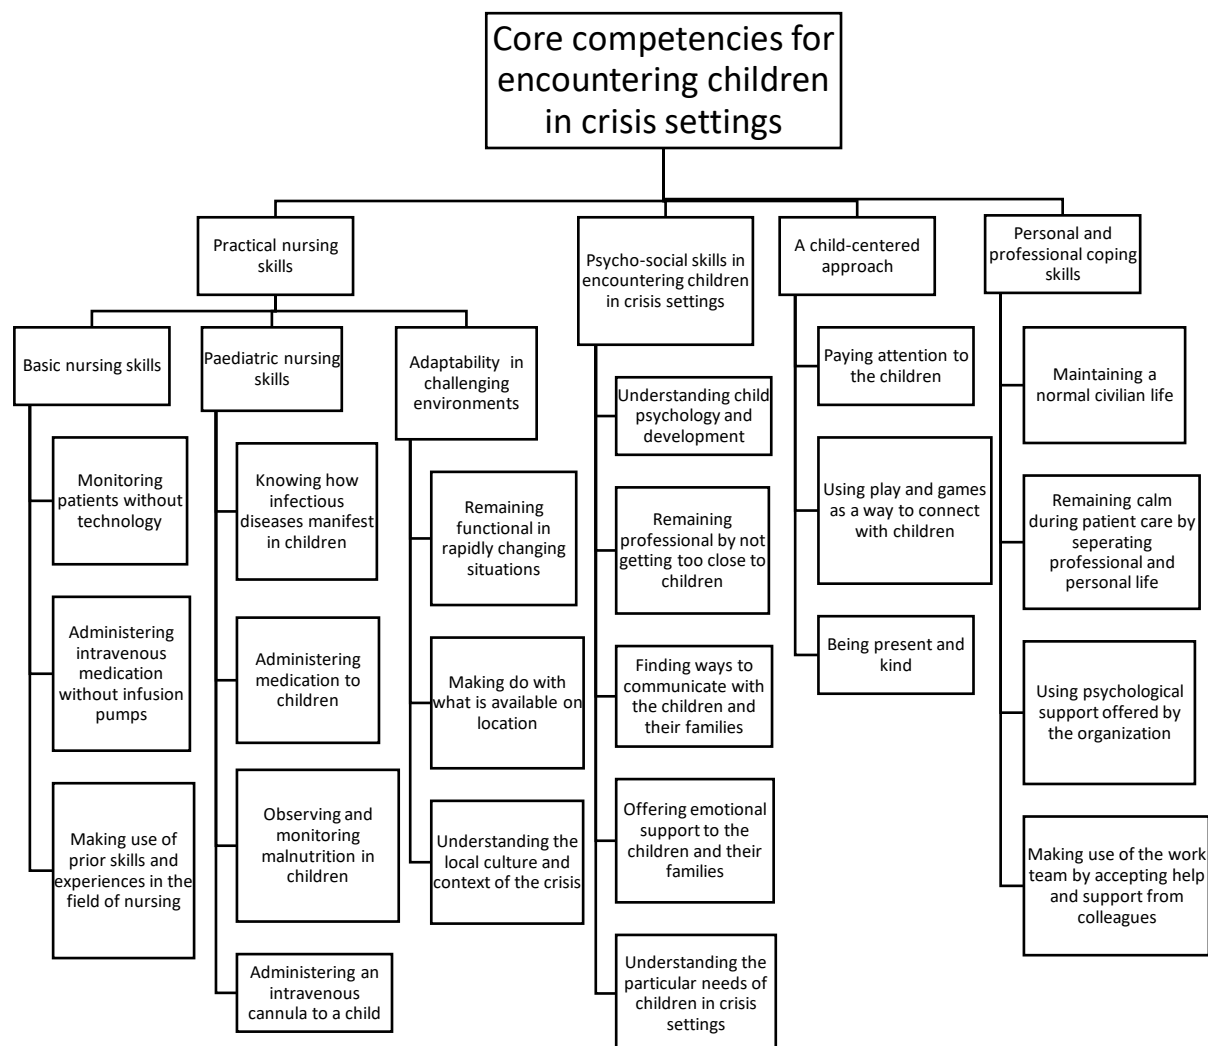 Core competencies for
encountering children
in crisis settings
Practical nursing
skills
Basic nursing skills
Monitoring
patients without
technology
Administering
intravenous
medication
without infusion
pumps
Making use of
prior skills and
experiences in the
field of nursing
Paediatric nursing
skills
Knowing how
infectious
diseases manifest
in children
Administering
medication to
children
Observing and
monitoring
malnutrition in
children
Administering an
intravenous
cannula to a child
Adaptability in
challenging
environments
Remaining
functional in
rapidly changing
situations
Making do with
what is available on
location
Understanding the
local culture and
context of the crisis
Psycho-social skills in
encountering children
in crisis settings
Understanding child
psychology and
development
Remaining
professional by not
getting too close to
children
Finding ways to
communicate with
the children and
their families
Offering emotional
support to the
children and their
families
Understanding the
particular needs of
children in crisis
settings
A child-centered
approach
Paying attention to
the children
Using play and games
as a way to connect
with children
Being present and
kind
Personal and
professional coping
skills
Maintaining a
normal civilian life
Remaining calm
during patient care by
seperating
professional and
personal life
Using psychological
support offered by
the organization
Making use of the work
team by accepting help
and support from
colleagues